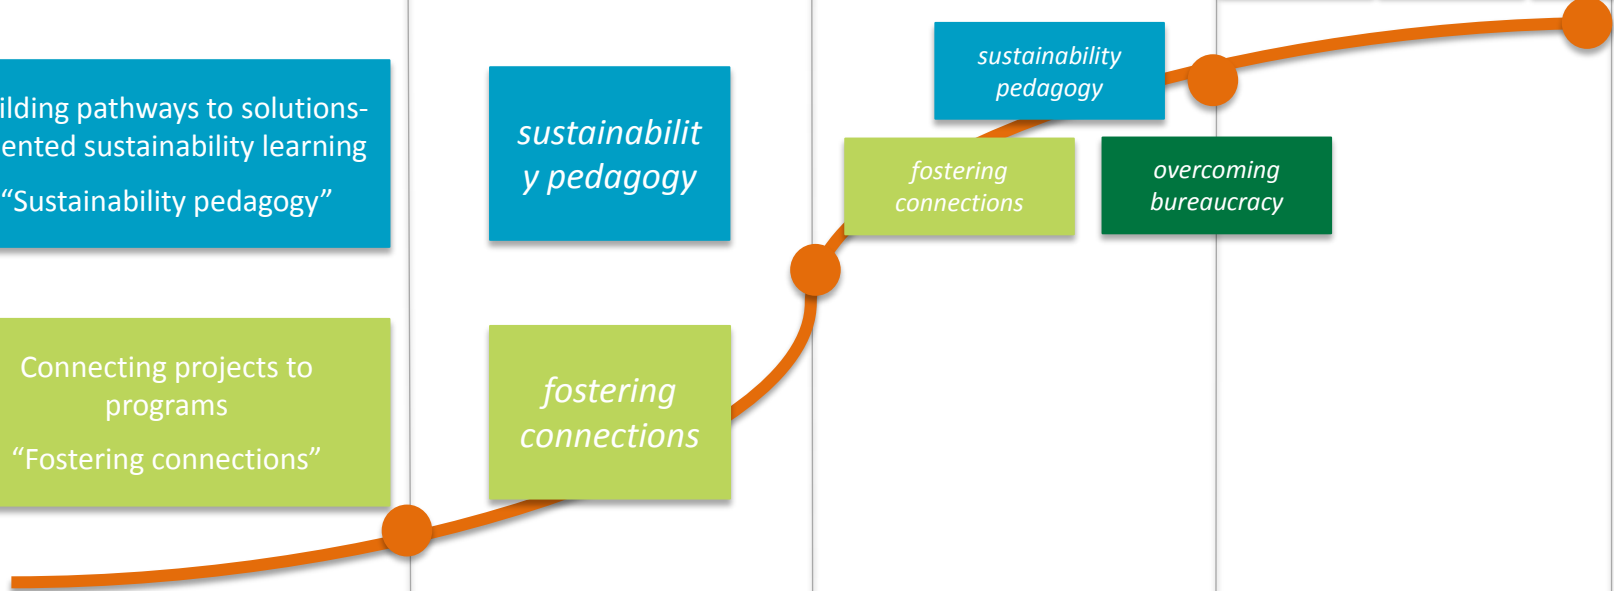 ilding pathways to solutions-
ented sustainability learning
“Sustainability pedagogy”
Connecting projects to
programs
“Fostering connections”
sustainabilit
y pedagogy
fostering
connections
sustainability
pedagogy
fostering
connections
overcoming
bureaucracy